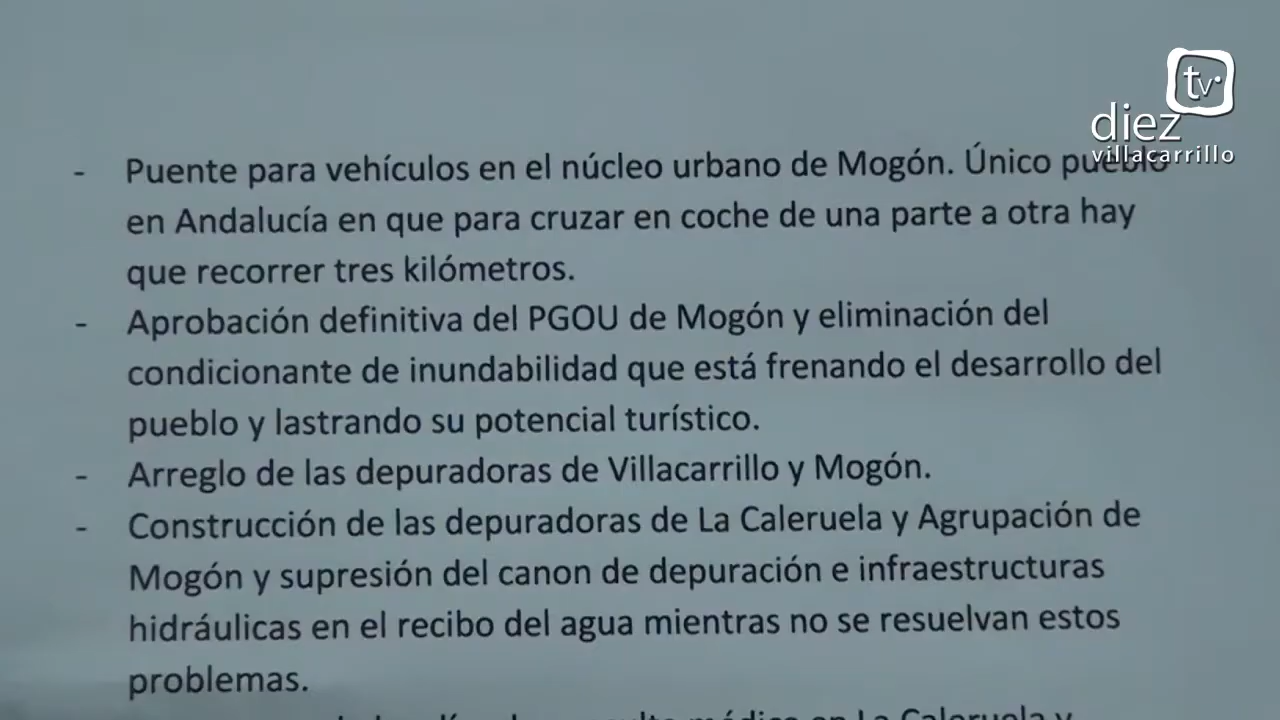 tv
diez
villacarrillo
- Puente para vehículos en el núcleo urbano de Mogón. Único pueblo
en Andalucía en que para cruzar en coche de una parte a otra hay
que recorrer tres kilómetros.
- Aprobación definitiva del PGOU de Mogón y eliminación del
condicionante de inundabilidad que está frenando el desarrollo del
pueblo y lastrando su potencial turístico.
- Arreglo de las depuradoras de Villacarrillo y Mogón.
- Construcción de las depuradoras de La Caleruela y Agrupación de
Mogón y supresión del canon de depuración e infraestructuras
hidráulicas en el recibo del agua mientras no se resuelvan estos
problemas.
médico en La Caleruela y